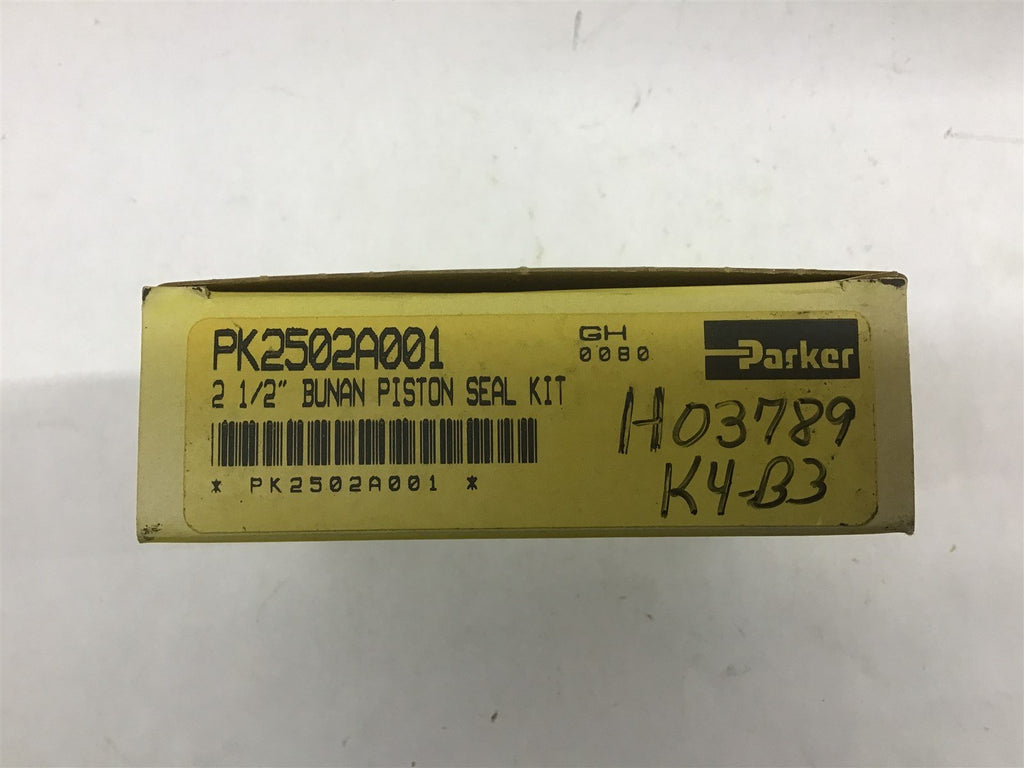 PK2502A001
2 1/2" BUNAN PISTON SEAL KIT
* PK2502A001 *
GH
0080
Parker
H03789
K4-B3